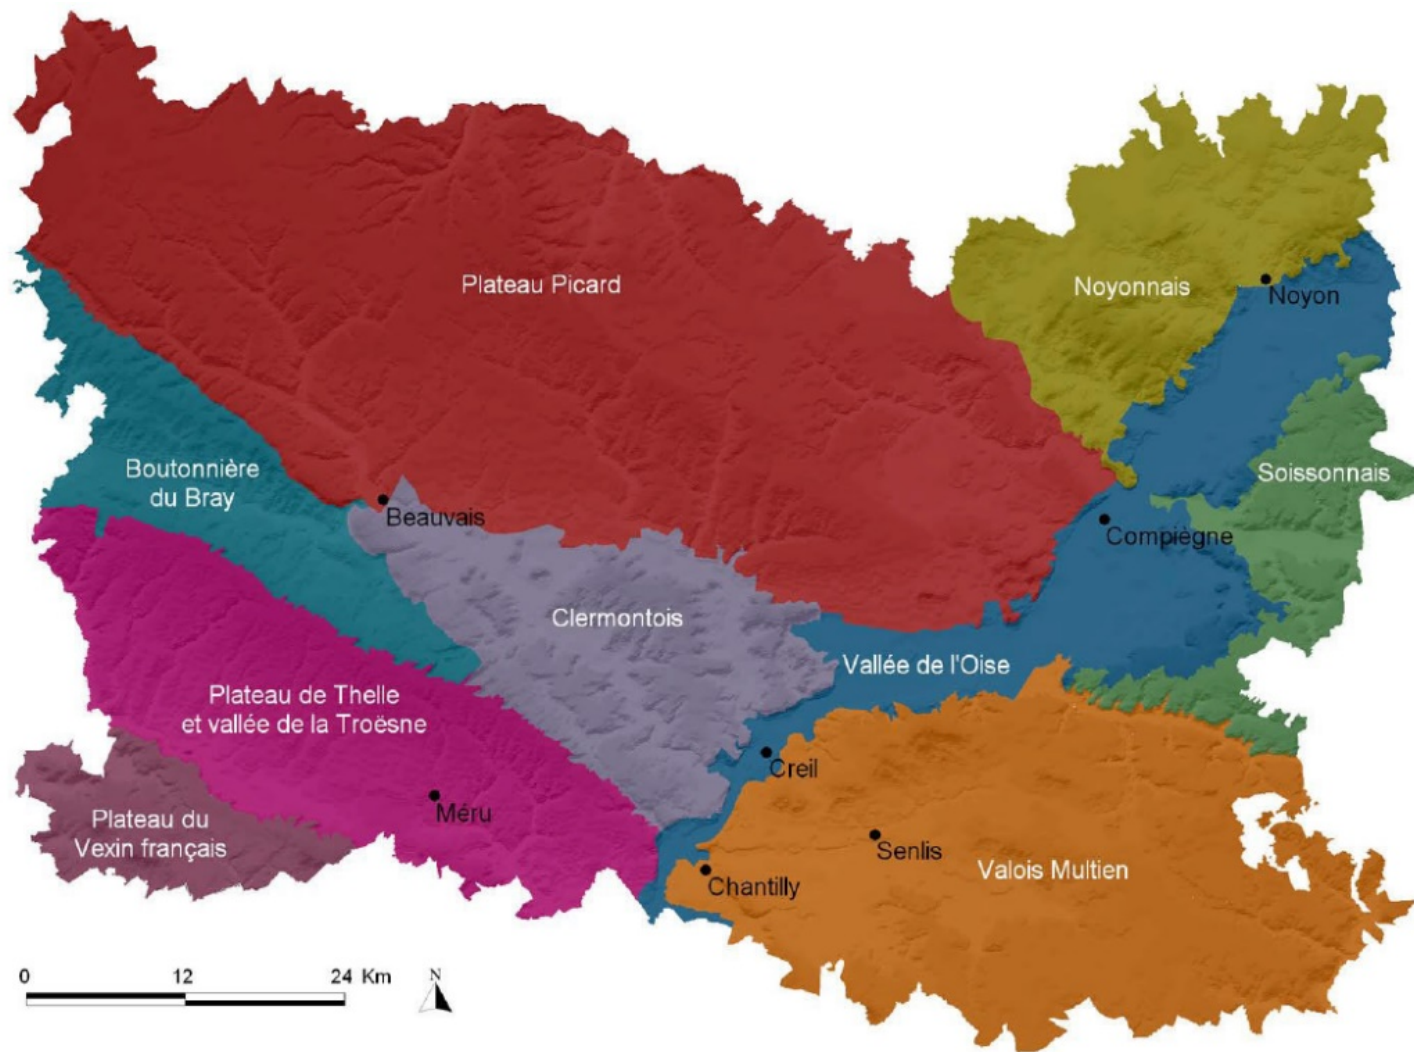 Plateau Picard
Noyonnais
Noyon
Boutonnière
du Bray
Beauvais
Soissonnais
Compiègne
Clermontois
Vallée de l'Oise
Plateau de Thelle
et vallée de la Troësne
Creil
Méru
Plateau du
Vexin français
Senlis
Chantilly
Valois Multien
0 12 24 Km
N